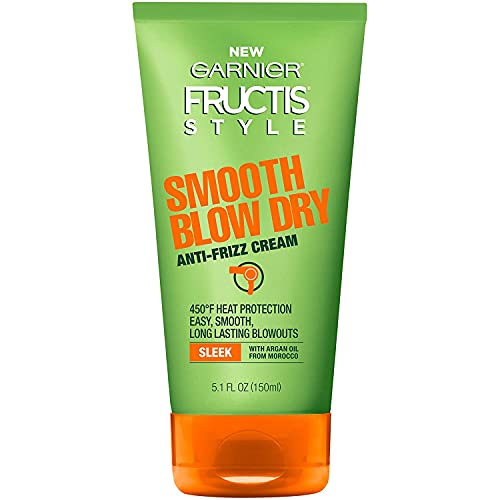 NEW
GARNIER
FRUCTIS
STYLE
SMOOTH
BLOW DRY
ANTI-FRIZZ CREAM
450°F HEAT PROTECTION
EASY, SMOOTH,
LONG LASTING BLOWOUTS
SLEEK
WITH ARGAN OIL
FROM MOROCCO
5.1 FL OZ (150ml)